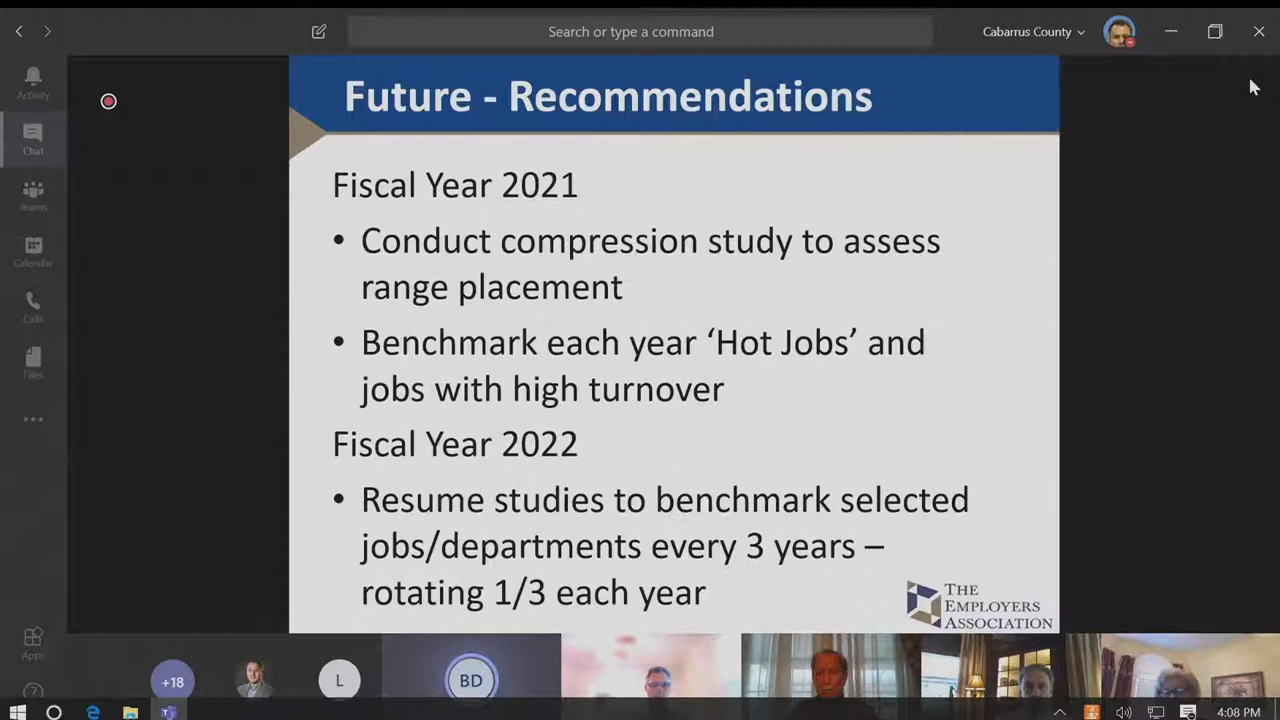 Search or type a command
Cabarrus County
Activity
Chat
Teams
Calendar
Calls
Files
Apps
Future - Recommendations
Fiscal Year 2021
• Conduct compression study to assess
range placement
• Benchmark each year ‘Hot Jobs’ and
jobs with high turnover
Fiscal Year 2022
• Resume studies to benchmark selected
jobs/departments every 3 years –
rotating 1/3 each year
THE
EMPLOYERS
ASSOCIATION
+18
L
BD
4:08 PM